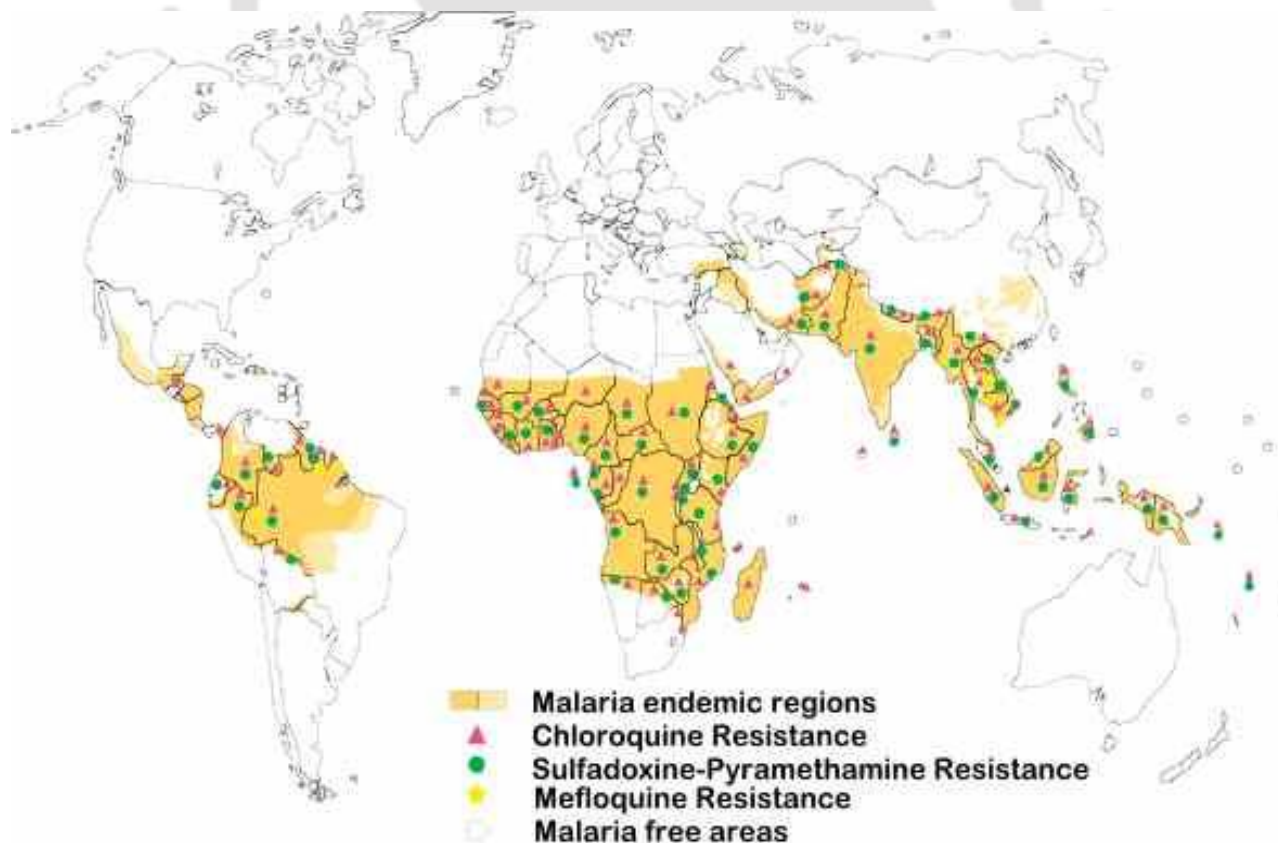 Malaria endemic regions
Chloroquine Resistance
Sulfadoxine-Pyramethamine Resistance
Mefloquine Resistance
Malaria free areas